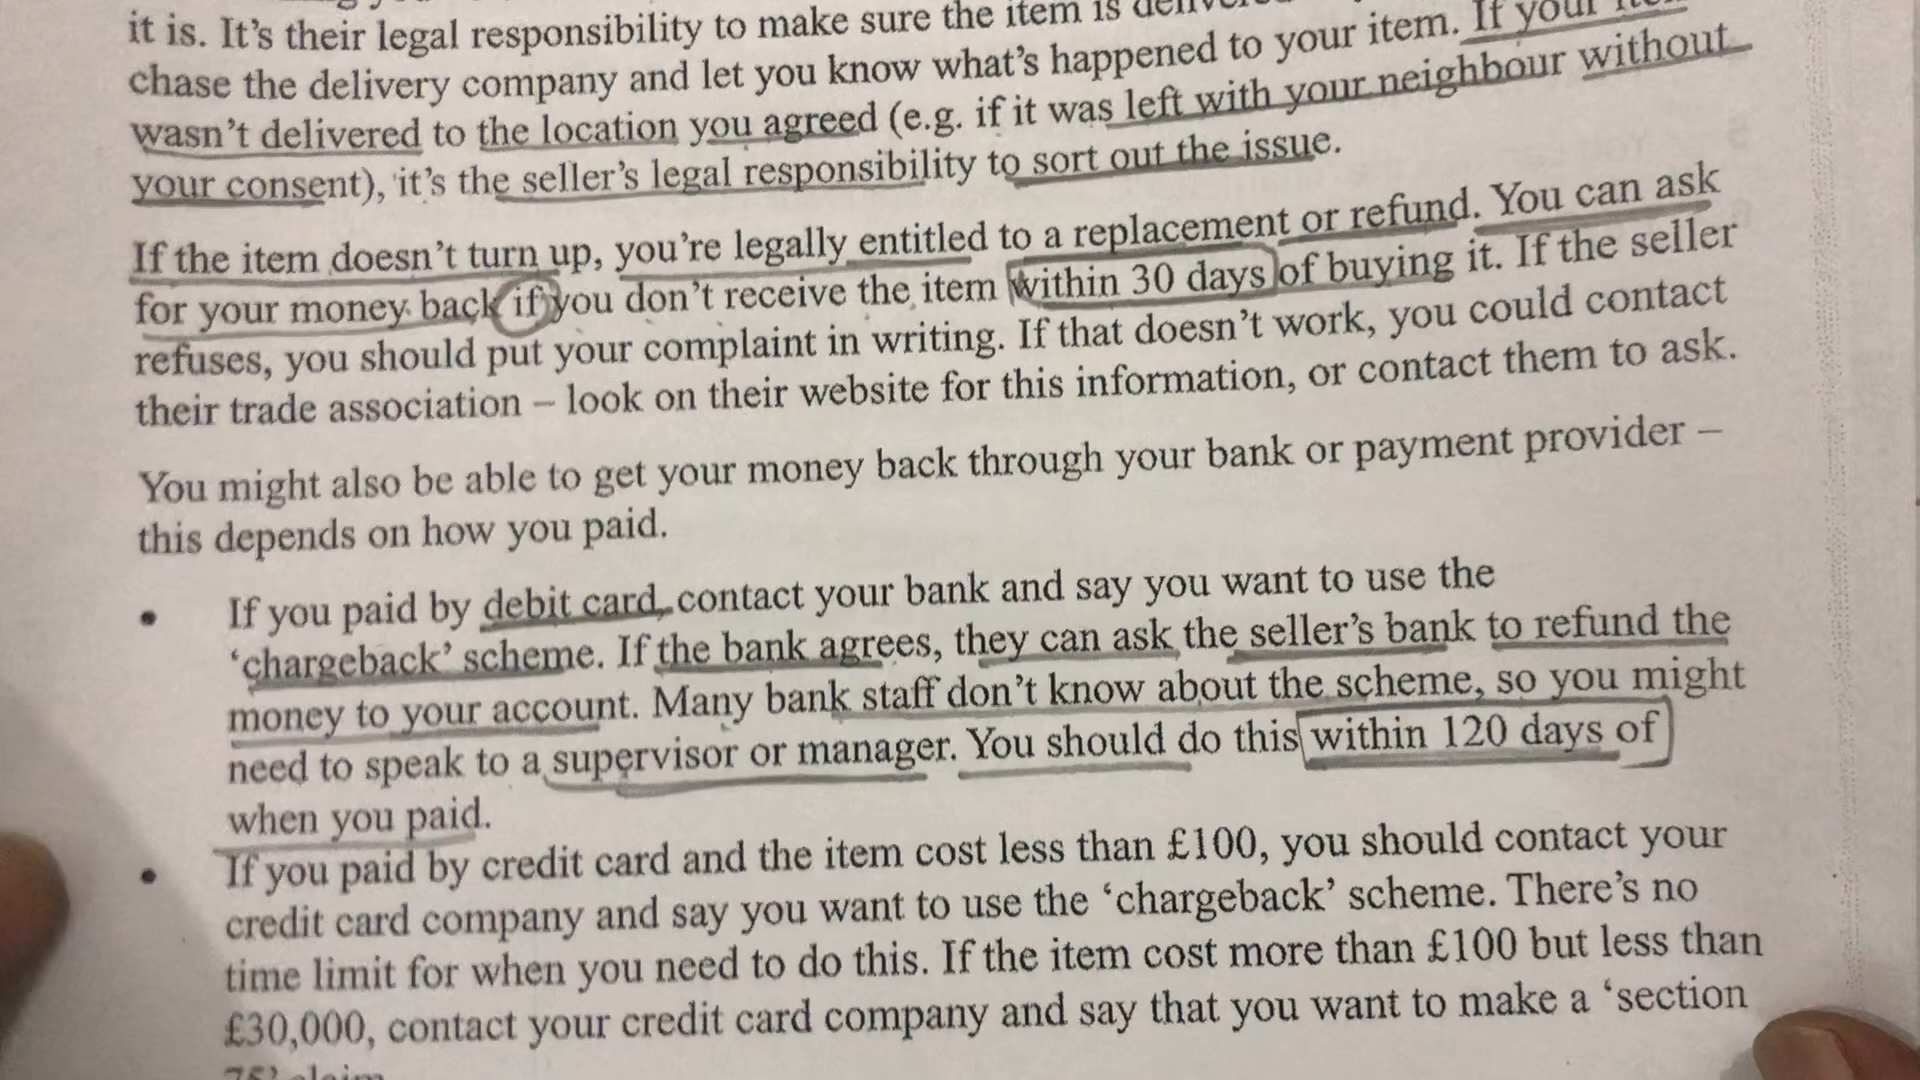 it is. It's their legal responsibility to make sure the item is
chase the delivery company and let you know what's happened to your item. If your
wasn't delivered to the location you agreed (e.g. if it was left with your neighbour without
your consent), it's the seller's legal responsibility to sort out the issue.
If the item doesn't turn up, you're legally entitled to a replacement or refund. You can ask
for your money back if you don't receive the item within 30 days of buying it. If the seller
refuses, you should put your complaint in writing. If that doesn't work, you could contact
their trade association – look on their website for this information, or contact them to ask.
You might also be able to get your money back through your bank or payment provider –
this depends on how you paid.
• If you paid by debit card, contact your bank and say you want to use the
‘chargeback’ scheme. If the bank agrees, they can ask the seller's bank to refund the
money to your account. Many bank staff don't know about the scheme, so you might
need to speak to a supervisor or manager. You should do this within 120 days of
when you paid.
• If you paid by credit card and the item cost less than £100, you should contact your
credit card company and say you want to use the ‘chargeback’ scheme. There's no
time limit for when you need to do this. If the item cost more than £100 but less than
£30,000, contact your credit card company and say that you want to make a ‘section
75’ claim